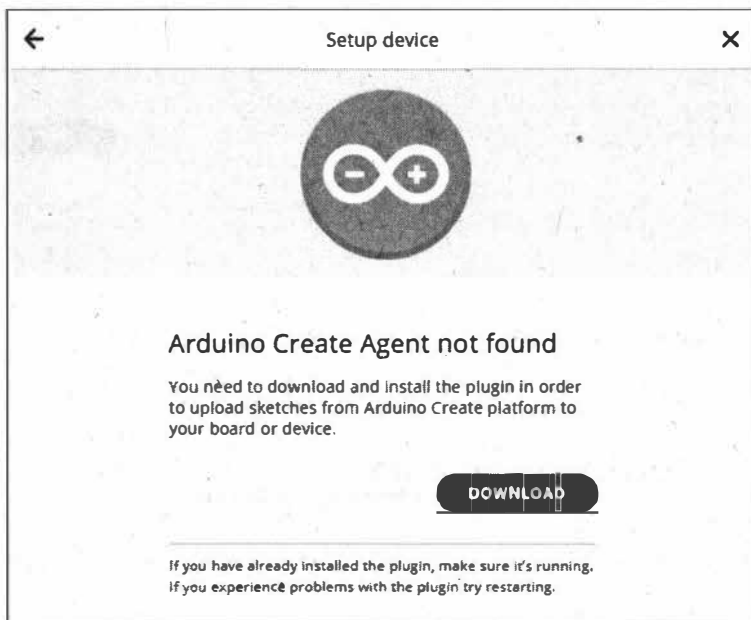 Setup device
Arduino Create Agent not found
You need to download and install the plugin in order
to upload sketches from Arduino Create platform to
your board or device.
DOWNLOAD
If you have already installed the plugin, make sure it's running.
If you experience problems with the plugin try restarting.